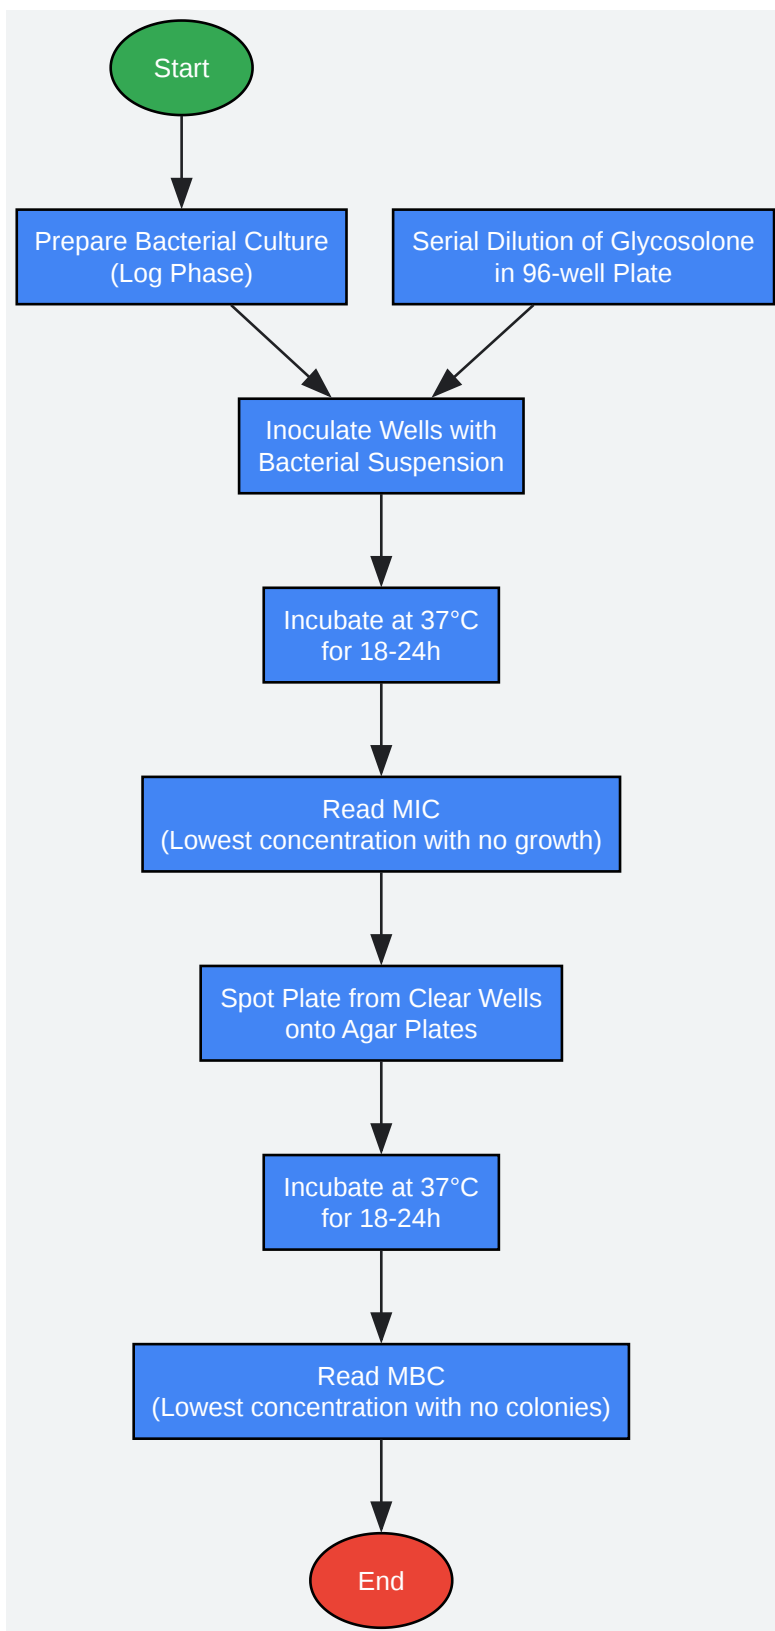 Start
Prepare Bacterial Culture
(Log Phase)
Serial Dilution of Glycosolone
in 96-well Plate
Inoculate Wells with
Bacterial Suspension
Incubate at 37°C
for 18-24h
Read MIC
(Lowest concentration with no growth)
Spot Plate from Clear Wells
onto Agar Plates
Incubate at 37°C
for 18-24h
Read MBC
(Lowest concentration with no colonies)
End